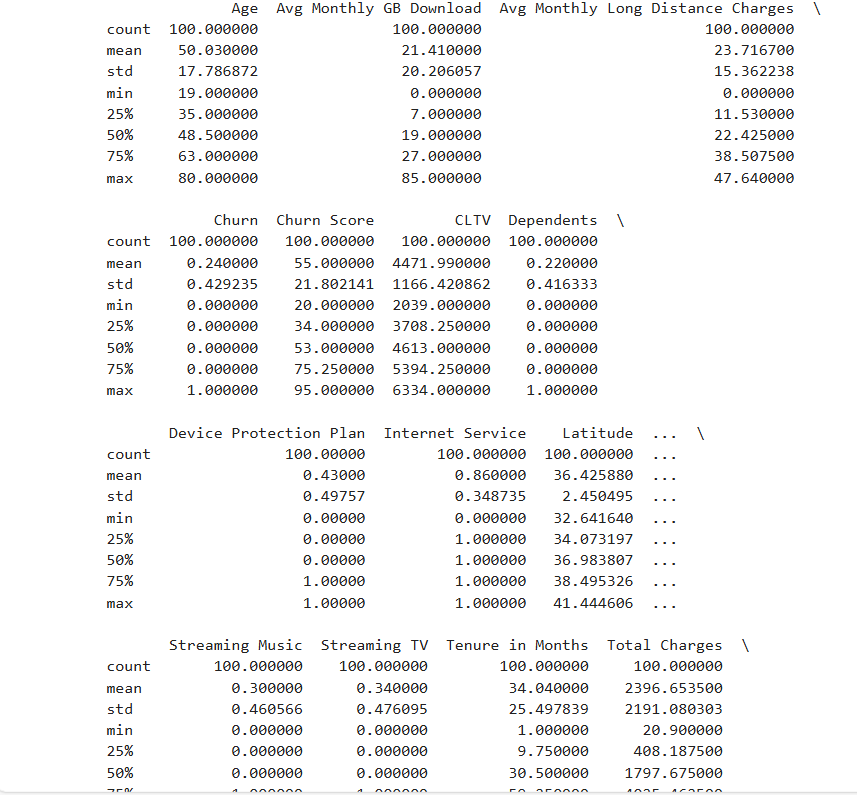 Age  Avg Monthly GB Download  Avg Monthly Long Distance Charges  \
count  100.000000  100.000000  100.000000
mean  50.030000  21.410000  23.716700
std  17.786872  20.206057  15.362238
min  19.000000  0.000000  0.000000
25%  35.000000  7.000000  11.530000
50%  48.500000  19.000000  22.425000
75%  63.000000  27.000000  38.507500
max  80.000000  85.000000  47.640000
Churn  Churn Score  CLTV  Dependents  \
count  100.000000  100.000000  100.000000  100.000000
mean  0.240000  55.000000  4471.990000  0.220000
std  0.429235  21.802141  1166.420862  0.416333
min  0.000000  20.000000  2039.000000  0.000000
25%  0.000000  34.000000  3708.250000  0.000000
50%  0.000000  53.000000  4613.000000  0.000000
75%  0.000000  75.250000  5394.250000  0.000000
max  1.000000  95.000000  6334.000000  1.000000
Device Protection Plan  Internet Service  Latitude  ...  \
count  100.00000  100.000000  100.000000  ...
mean  0.43000  0.860000  36.425880  ...
std  0.49757  0.348735  2.450495  ...
min  0.00000  0.000000  32.641640  ...
25%  0.00000  1.000000  34.073197  ...
50%  0.00000  1.000000  36.983807  ...
75%  1.00000  1.000000  38.495326  ...
max  1.00000  1.000000  41.444606  ...
Streaming Music  Streaming TV  Tenure in Months  Total Charges  \
count  100.000000  100.000000  100.000000  100.000000
mean  0.300000  0.340000  34.040000  2396.653500
std  0.460566  0.476095  25.497839  2191.080303
min  0.000000  0.000000  1.000000  20.900000
25%  0.000000  0.000000  9.750000  408.187500
50%  0.000000  0.000000  30.500000  1797.675000